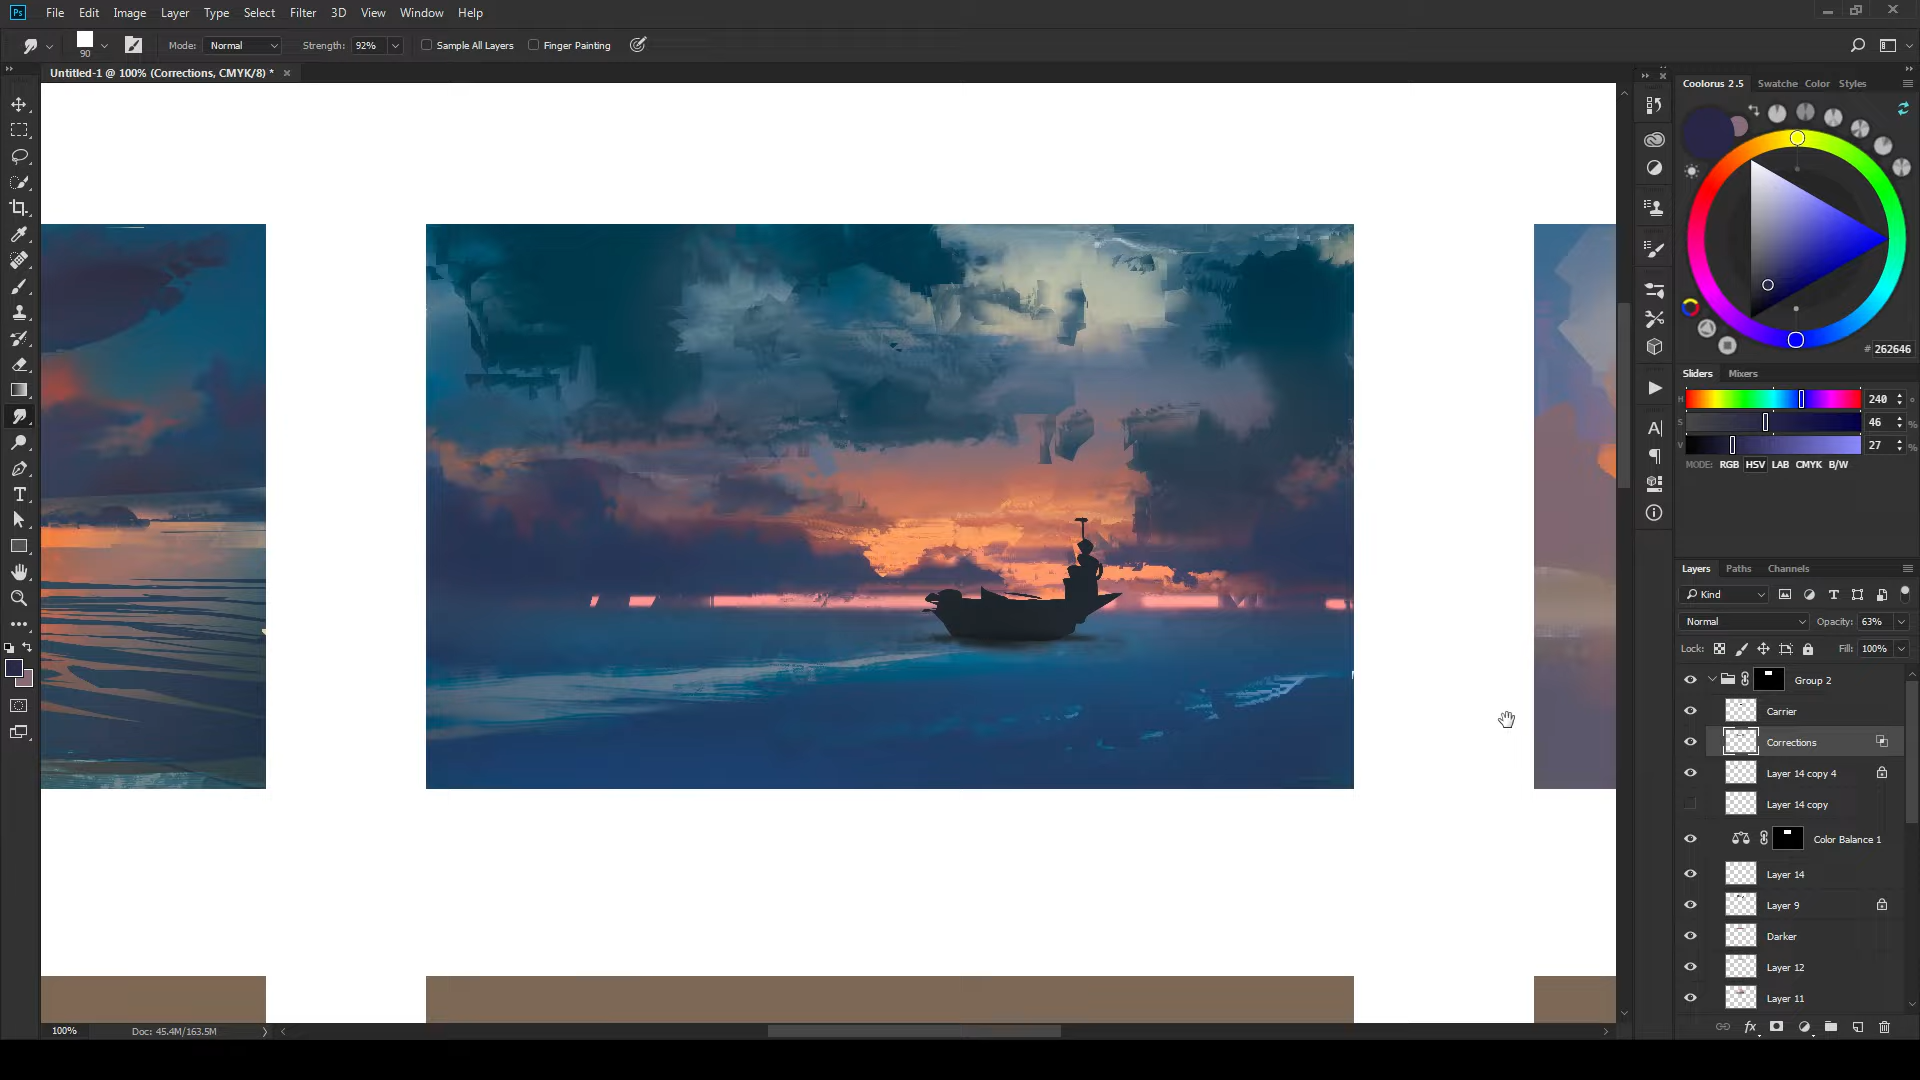 Ps File Edit Image Layer Type Select Filter 3D View Window Help
90 Mode: Normal Strength: 92% Sample All Layers Finger Painting
Untitled-1 @ 100% (Corrections, CMYK/8) * ×
Coolorus 2.5 Swatche Color Styles
# 262646
Sliders Mixers
H 240 °
S 46 %
V 27 %
MODE: RGB HSV LAB CMYK B/W
Layers Paths Channels
Kind
Normal Opacity: 63%
Lock: Fill: 100%
Group 2
Carrier
Corrections
Layer 14 copy 4
Layer 14 copy
Color Balance 1
Layer 14
Layer 9
Darker
Layer 12
Layer 11
100% Doc: 45.4M/163.5M